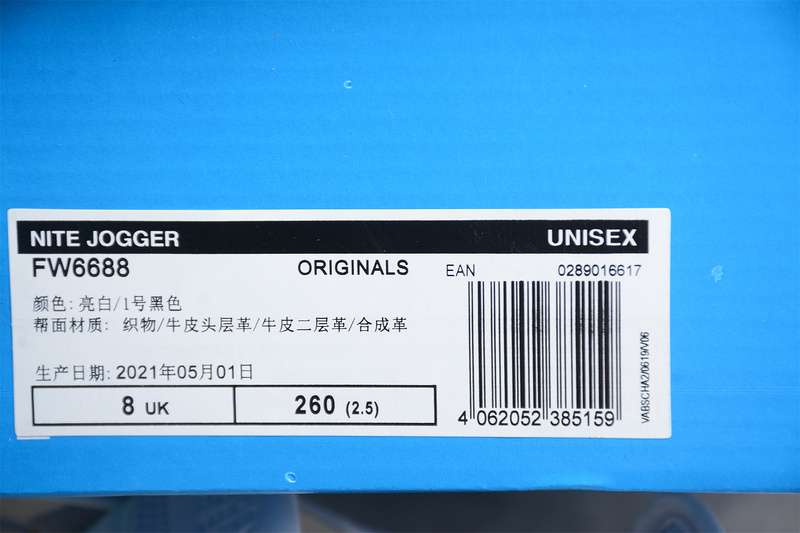 NITE JOGGER UNISEX
FW6688 ORIGINALS EAN 0289016617
颜色: 亮白/1号黑色
帮面材质: 织物/牛皮头层革/牛皮二层革/合成革
生产日期: 2021年05月01日
8 UK 260 (2.5)
4 062052 385159
VABSCHA2/0619/V06